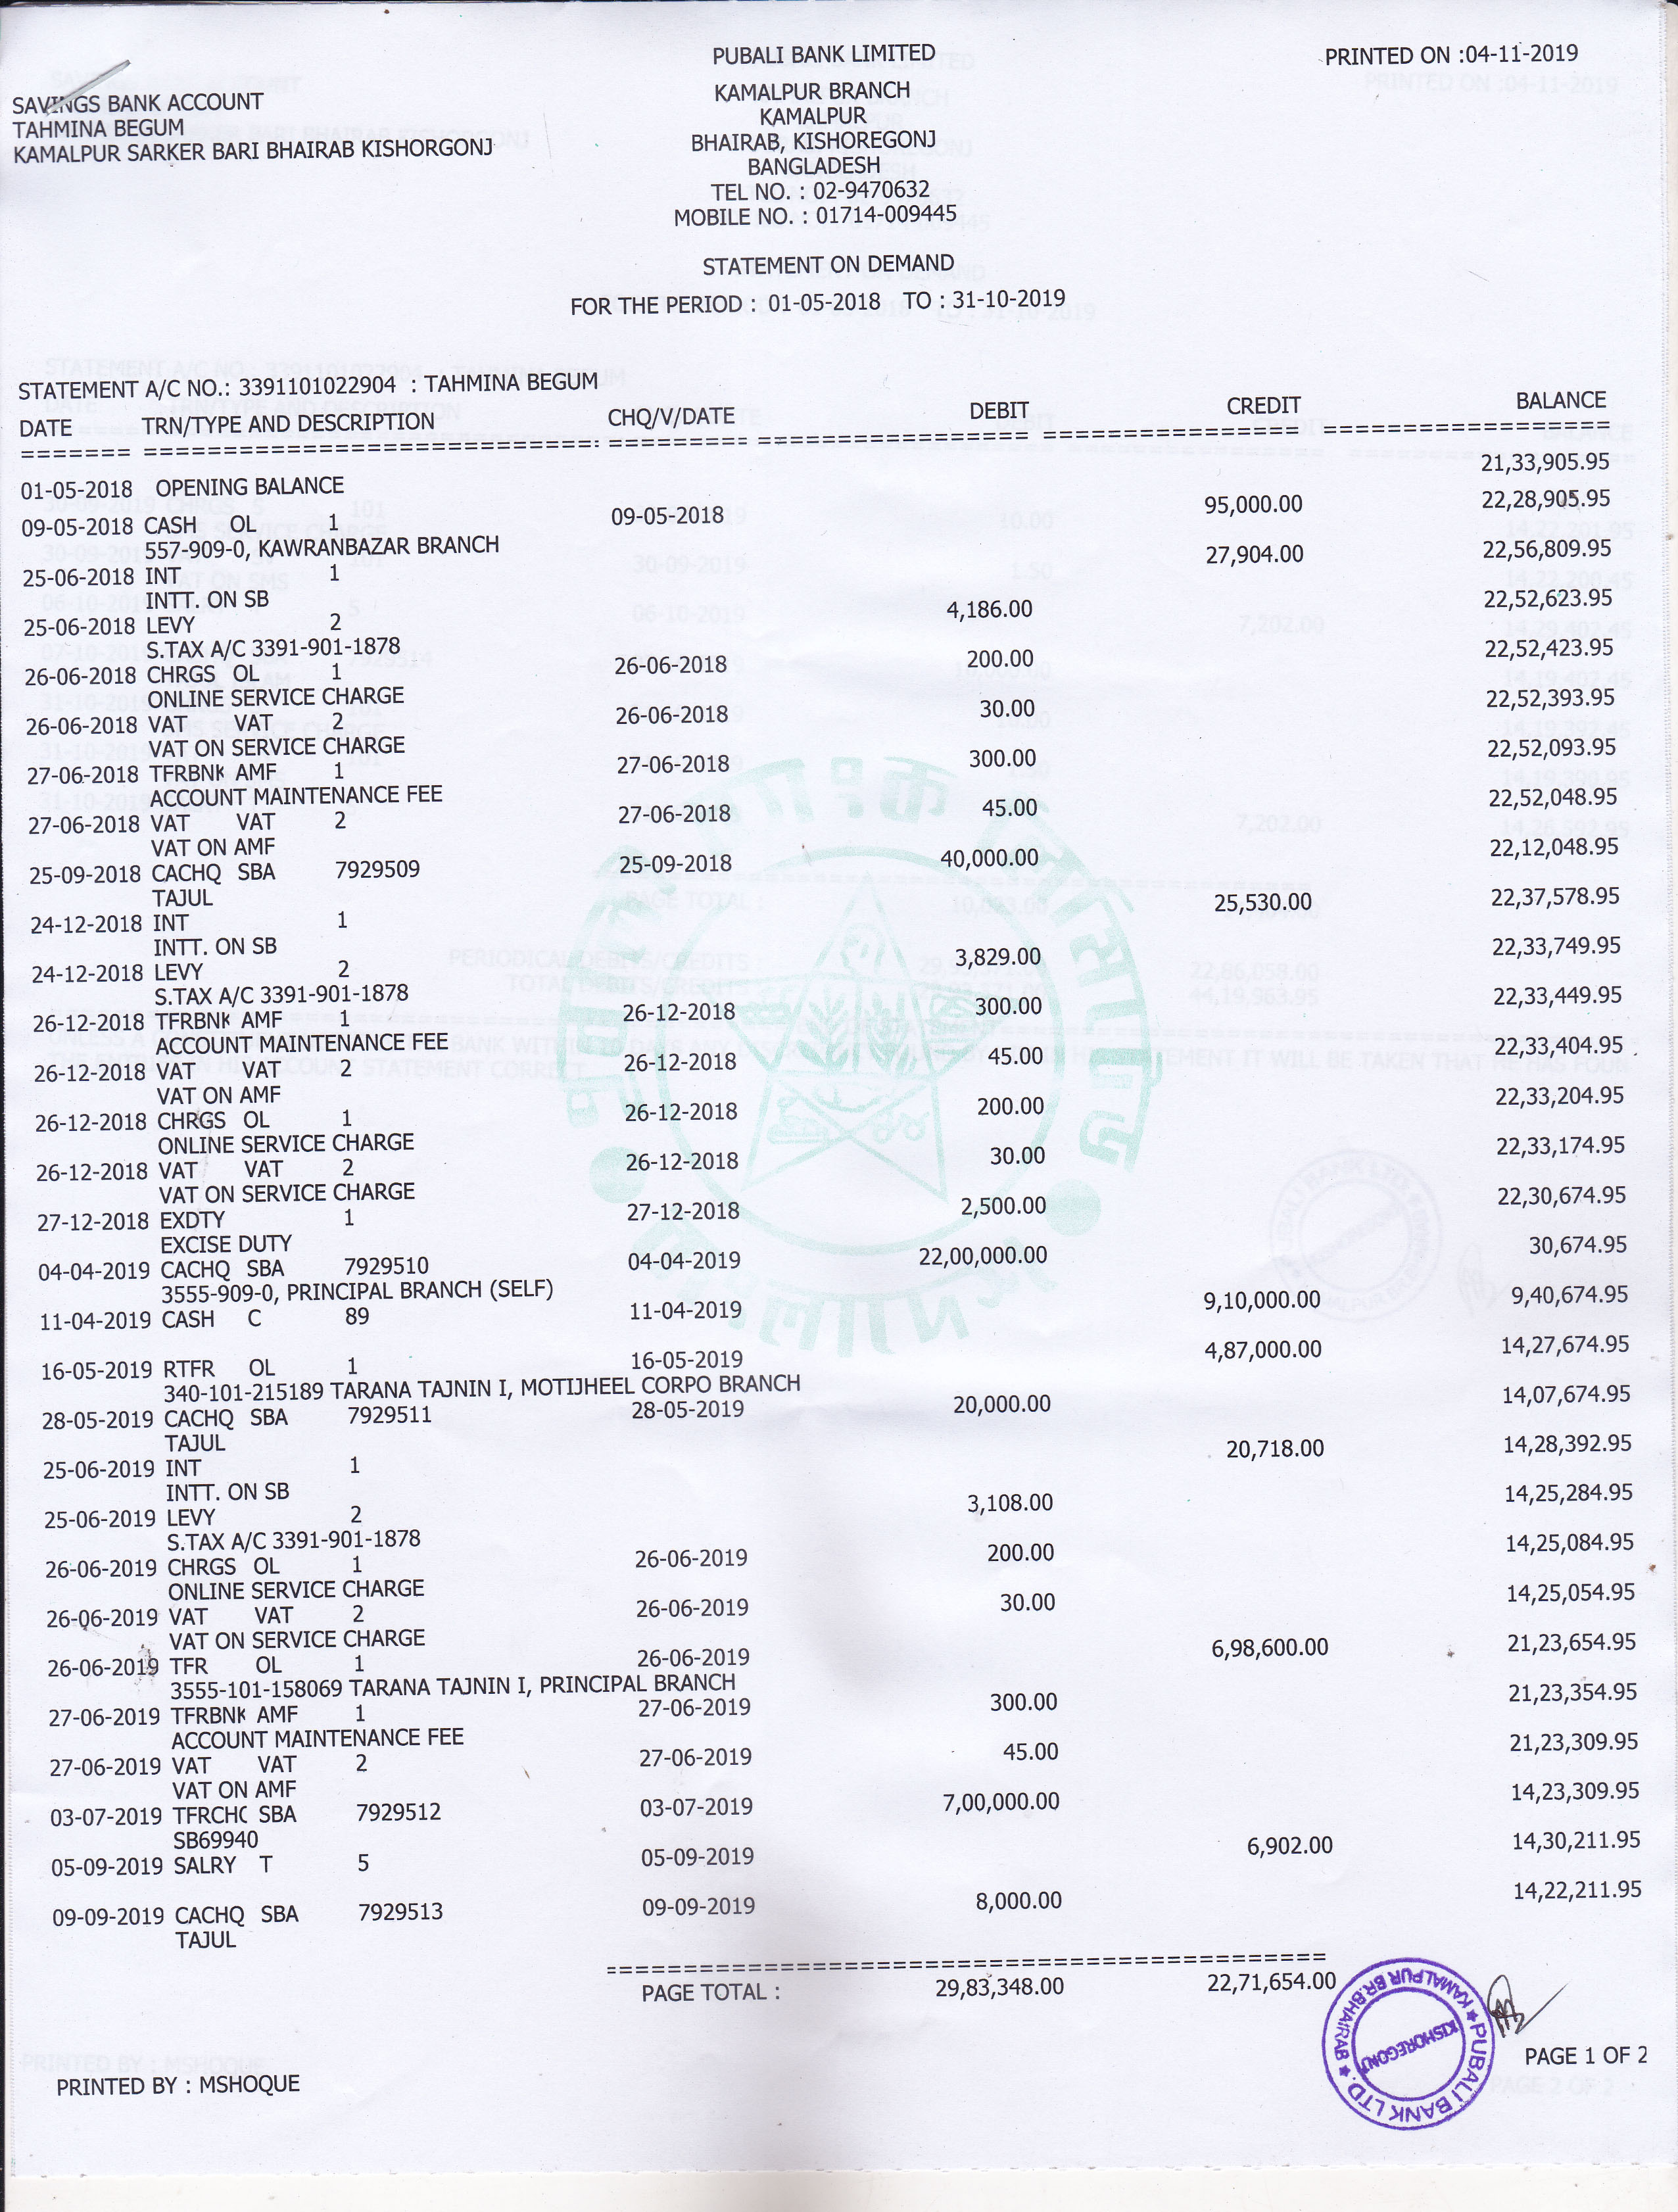 PUBALI BANK LIMITED
PRINTED ON :04-11-2019
KAMALPUR BRANCH
KAMALPUR
BHAIRAB, KISHOREGONJ
BANGLADESH
TEL NO. : 02-9470632
MOBILE NO. : 01714-009445
SAVINGS BANK ACCOUNT
TAHMINA BEGUM
KAMALPUR SARKER BARI BHAIRAB KISHORGONJ
STATEMENT ON DEMAND
FOR THE PERIOD : 01-05-2018 TO : 31-10-2019
STATEMENT A/C NO.: 3391101022904 : TAHMINA BEGUM
DATE TRN/TYPE AND DESCRIPTION CHQ/V/DATE DEBIT CREDIT BALANCE
01-05-2018 OPENING BALANCE 21,33,905.95
09-05-2018 CASH OL 1 09-05-2018 95,000.00 22,28,905.95
557-909-0, KAWRANBAZAR BRANCH
25-06-2018 INT 1 27,904.00 22,56,809.95
INTT. ON SB
25-06-2018 LEVY 2 4,186.00 22,52,623.95
S.TAX A/C 3391-901-1878
26-06-2018 CHRGS OL 1 26-06-2018 200.00 22,52,423.95
ONLINE SERVICE CHARGE
26-06-2018 VAT VAT 2 26-06-2018 30.00 22,52,393.95
VAT ON SERVICE CHARGE
27-06-2018 TFRBNK AMF 1 27-06-2018 300.00 22,52,093.95
ACCOUNT MAINTENANCE FEE
27-06-2018 VAT VAT 2 27-06-2018 45.00 22,52,048.95
VAT ON AMF
25-09-2018 CACHQ SBA 7929509 25-09-2018 40,000.00 22,12,048.95
TAJUL
24-12-2018 INT 1 25,530.00 22,37,578.95
INTT. ON SB
24-12-2018 LEVY 2 3,829.00 22,33,749.95
S.TAX A/C 3391-901-1878
26-12-2018 TFRBNK AMF 1 26-12-2018 300.00 22,33,449.95
ACCOUNT MAINTENANCE FEE
26-12-2018 VAT VAT 2 26-12-2018 45.00 22,33,404.95
VAT ON AMF
26-12-2018 CHRGS OL 1 26-12-2018 200.00 22,33,204.95
ONLINE SERVICE CHARGE
26-12-2018 VAT VAT 2 26-12-2018 30.00 22,33,174.95
VAT ON SERVICE CHARGE
27-12-2018 EXDTY 1 27-12-2018 2,500.00 22,30,674.95
EXCISE DUTY
04-04-2019 CACHQ SBA 7929510 04-04-2019 22,00,000.00 30,674.95
3555-909-0, PRINCIPAL BRANCH (SELF)
11-04-2019 CASH C 89 11-04-2019 9,10,000.00 9,40,674.95
16-05-2019 RTFR OL 1 16-05-2019 4,87,000.00 14,27,674.95
340-101-215189 TARANA TAJNIN I, MOTIJHEEL CORPO BRANCH
28-05-2019 CACHQ SBA 7929511 28-05-2019 20,000.00 14,07,674.95
TAJUL
25-06-2019 INT 1 20,718.00 14,28,392.95
INTT. ON SB
25-06-2019 LEVY 2 3,108.00 14,25,284.95
S.TAX A/C 3391-901-1878
26-06-2019 CHRGS OL 1 26-06-2019 200.00 14,25,084.95
ONLINE SERVICE CHARGE
26-06-2019 VAT VAT 2 26-06-2019 30.00 14,25,054.95
VAT ON SERVICE CHARGE
26-06-2019 TFR OL 1 26-06-2019 6,98,600.00 21,23,654.95
3555-101-158069 TARANA TAJNIN I, PRINCIPAL BRANCH
27-06-2019 TFRBNK AMF 1 27-06-2019 300.00 21,23,354.95
ACCOUNT MAINTENANCE FEE
27-06-2019 VAT VAT 2 27-06-2019 45.00 21,23,309.95
VAT ON AMF
03-07-2019 TFRCHC SBA 7929512 03-07-2019 7,00,000.00 14,23,309.95
SB69940
05-09-2019 SALRY T 5 05-09-2019 6,902.00 14,30,211.95
09-09-2019 CACHQ SBA 7929513 09-09-2019 8,000.00 14,22,211.95
TAJUL
PAGE TOTAL : 29,83,348.00 22,71,654.00
PUBALI BANK LTD. ★ KAMALPUR BR.BHAIRAB ★
KISHOREGONJ
PAGE 1 OF 2
PRINTED BY : MSHOQUE